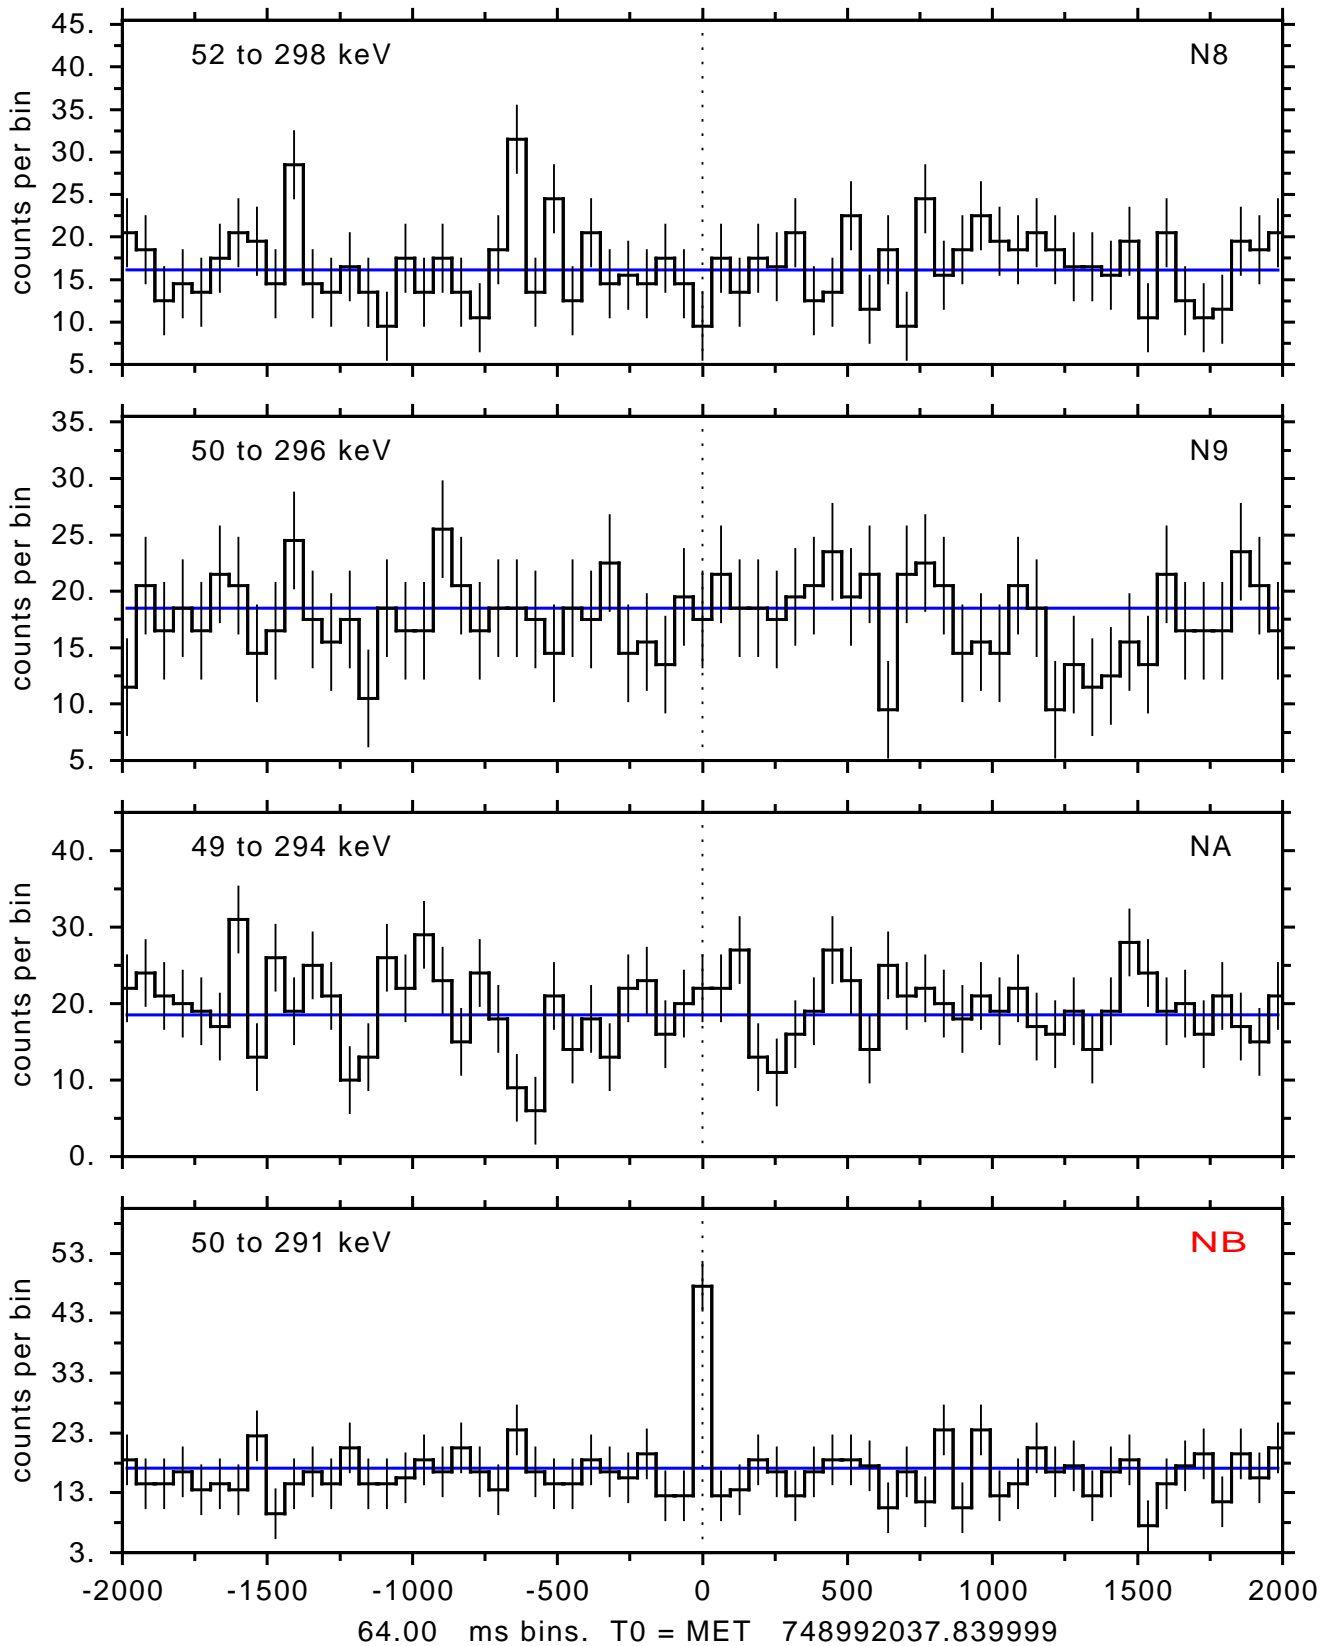 52 to 298 keV N8
45.
40.
35.
30.
25.
20.
15.
10.
5.
counts per bin
50 to 296 keV N9
35.
30.
25.
20.
15.
10.
5.
counts per bin
49 to 294 keV NA
40.
30.
20.
10.
0.
counts per bin
50 to 291 keV NB
53.
43.
33.
23.
13.
3.
counts per bin
-2000 -1500 -1000 -500 0 500 1000 1500 2000
64.00 ms bins. T0 = MET 748992037.839999